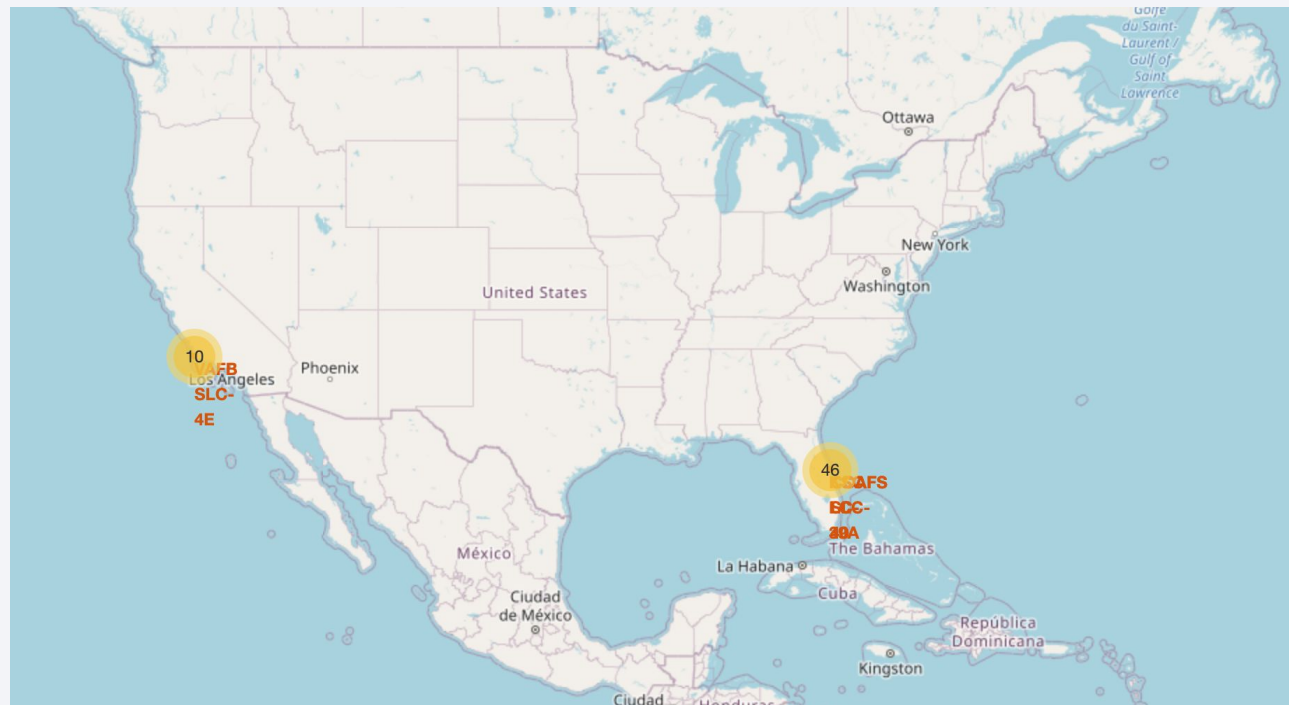 Golfe
du Saint-
Laurent /
Gulf of
Saint
Lawrence
Ottawa
New York
Washington
United States
10
VAFB
SLC-
4E
Los Angeles
Phoenix
46
The Bahamas
México
La Habana
Cuba
Ciudad
de México
República
Dominicana
Kingston
Ciudad
Honduras